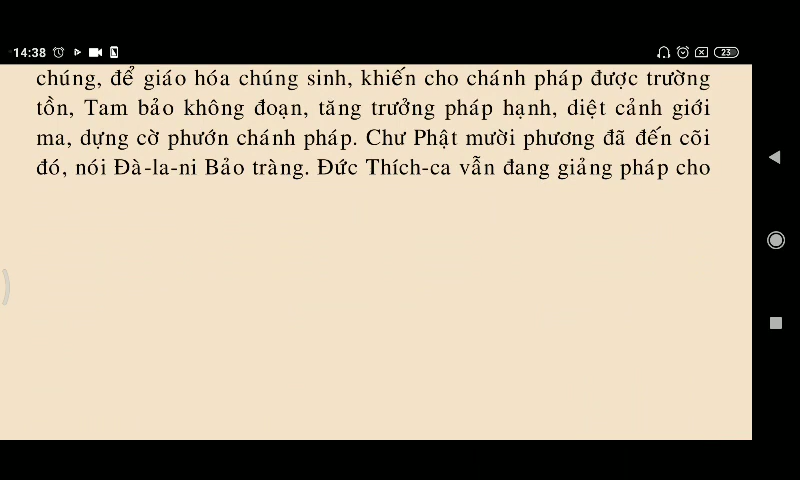 14:38
23
chúng, để giáo hóa chúng sinh, khiến cho chánh pháp được trường
tồn, Tam bảo không đoạn, tăng trưởng pháp hạnh, diệt cảnh giới
ma, dựng cờ phướn chánh pháp. Chư Phật mười phương đã đến cõi
đó, nói Đà-la-ni Bảo tràng. Đức Thích-ca vẫn đang giảng pháp cho